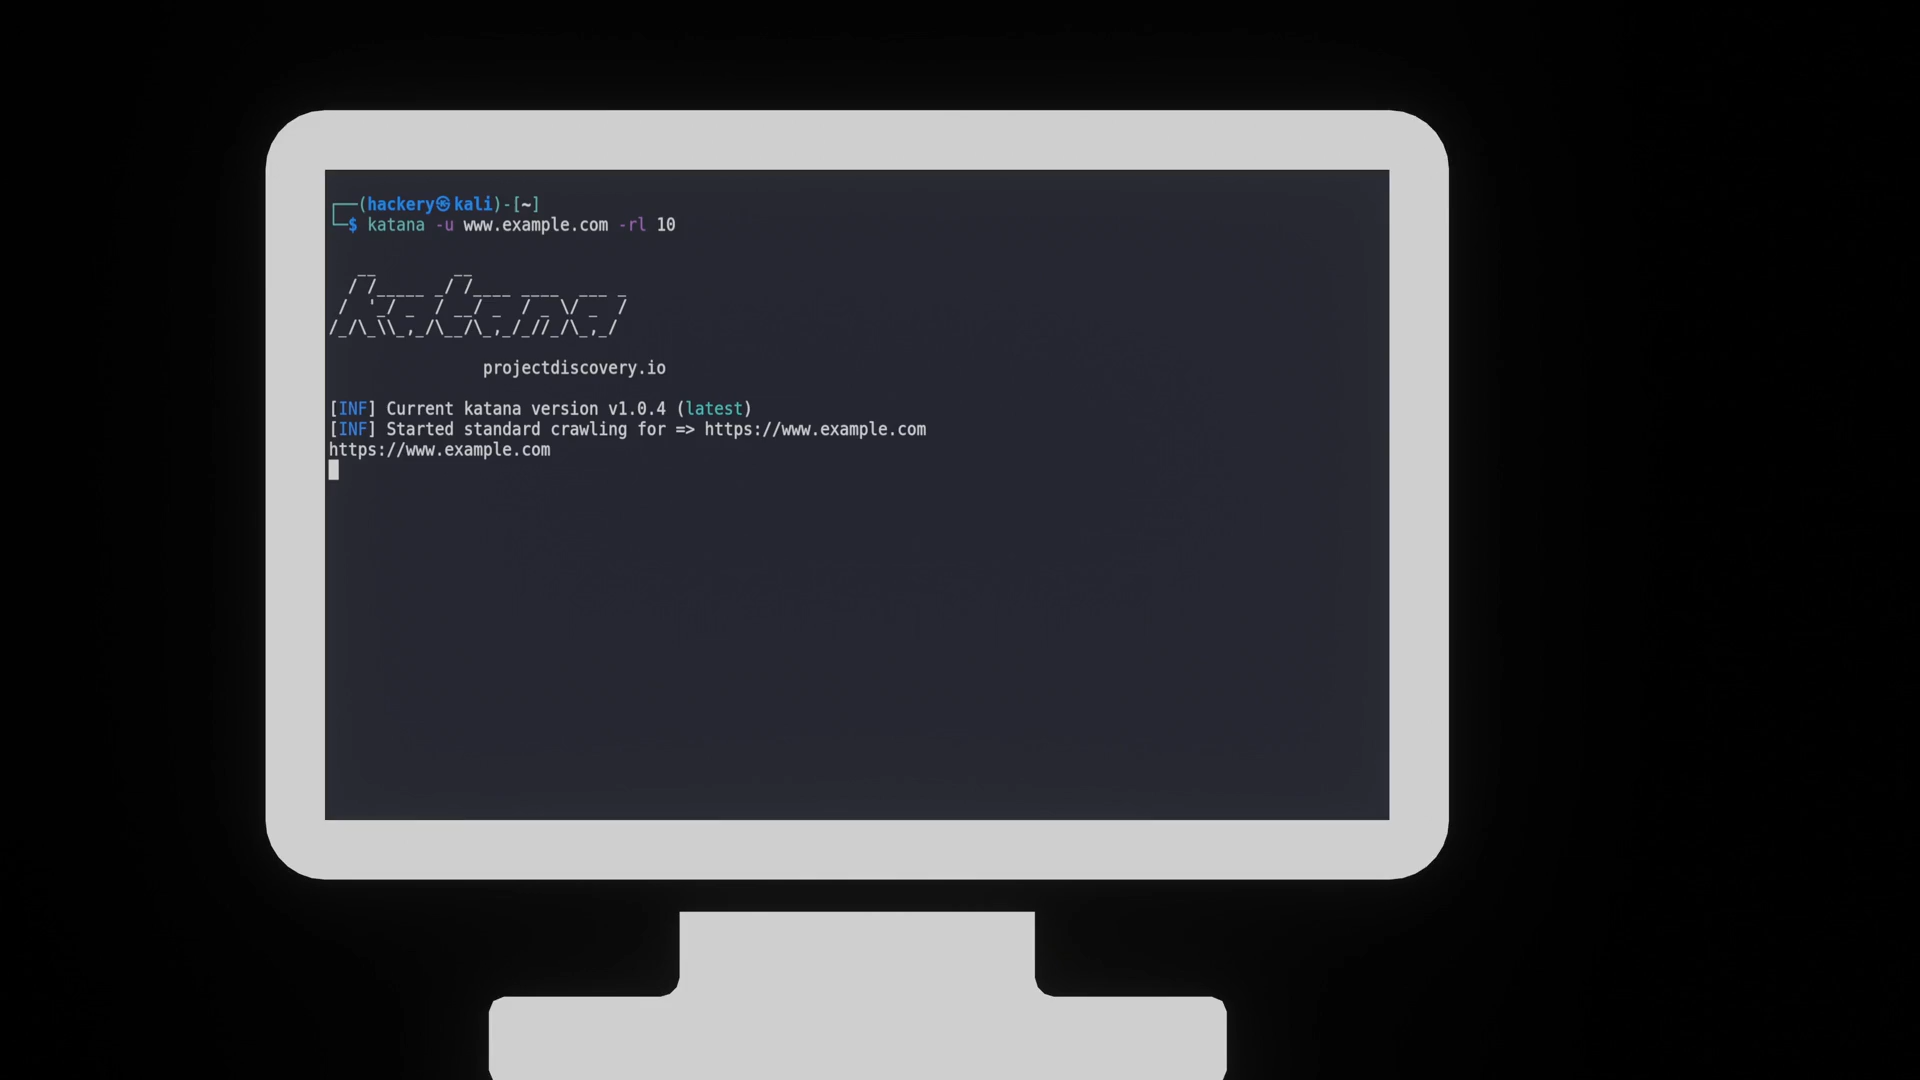 ┌──(hackery㉿kali)-[~]
└─$ katana -u www.example.com -rl 10
katana
projectdiscovery.io
[INF] Current katana version v1.0.4 (latest)
[INF] Started standard crawling for => https://www.example.com
https://www.example.com